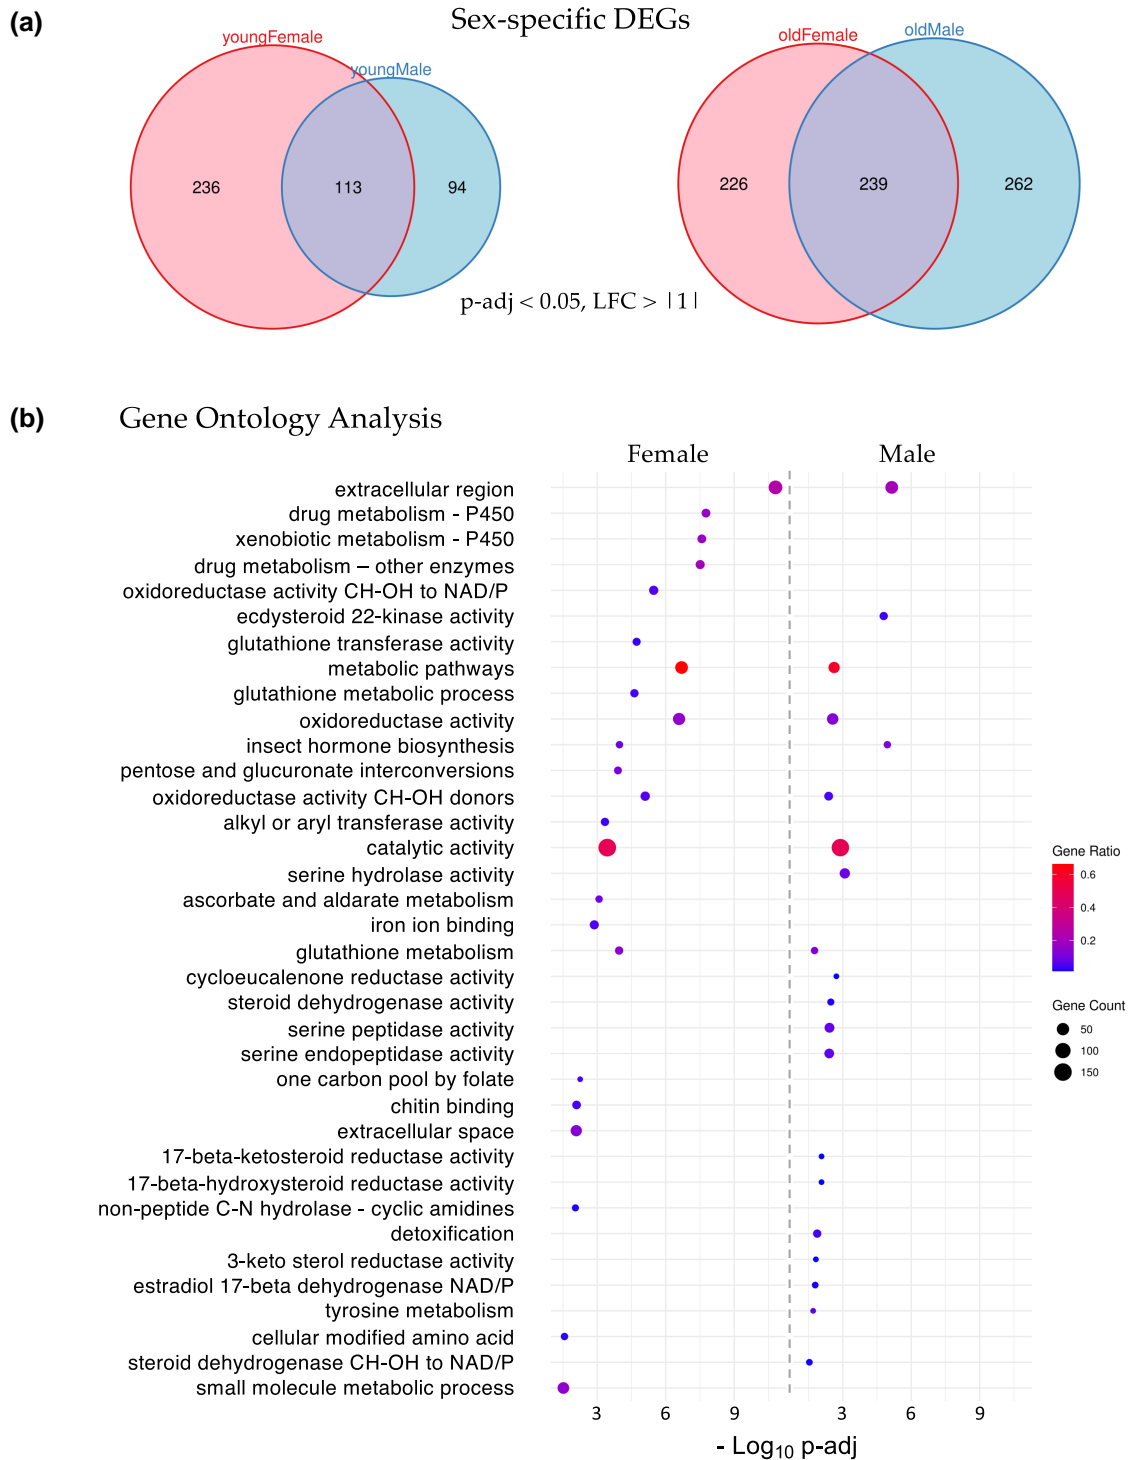 (a)
Sex-specific DEGs
youngFemale
youngMale
236
113
94
oldFemale
oldMale
226
239
262
p-adj < 0.05, LFC > |1|
(b)
Gene Ontology Analysis
Female
Male
extracellular region
drug metabolism - P450
xenobiotic metabolism - P450
drug metabolism – other enzymes
oxidoreductase activity CH-OH to NAD/P
ecdysteroid 22-kinase activity
glutathione transferase activity
metabolic pathways
glutathione metabolic process
oxidoreductase activity
insect hormone biosynthesis
pentose and glucuronate interconversions
oxidoreductase activity CH-OH donors
alkyl or aryl transferase activity
catalytic activity
serine hydrolase activity
ascorbate and aldarate metabolism
iron ion binding
glutathione metabolism
cycloeucalenone reductase activity
steroid dehydrogenase activity
serine peptidase activity
serine endopeptidase activity
one carbon pool by folate
chitin binding
extracellular space
17-beta-ketosteroid reductase activity
17-beta-hydroxysteroid reductase activity
non-peptide C-N hydrolase - cyclic amidines
detoxification
3-keto sterol reductase activity
estradiol 17-beta dehydrogenase NAD/P
tyrosine metabolism
cellular modified amino acid
steroid dehydrogenase CH-OH to NAD/P
small molecule metabolic process
3 6 9 3 6 9
- Log10 p-adj
Gene Ratio
0.6
0.4
0.2
Gene Count
50
100
150